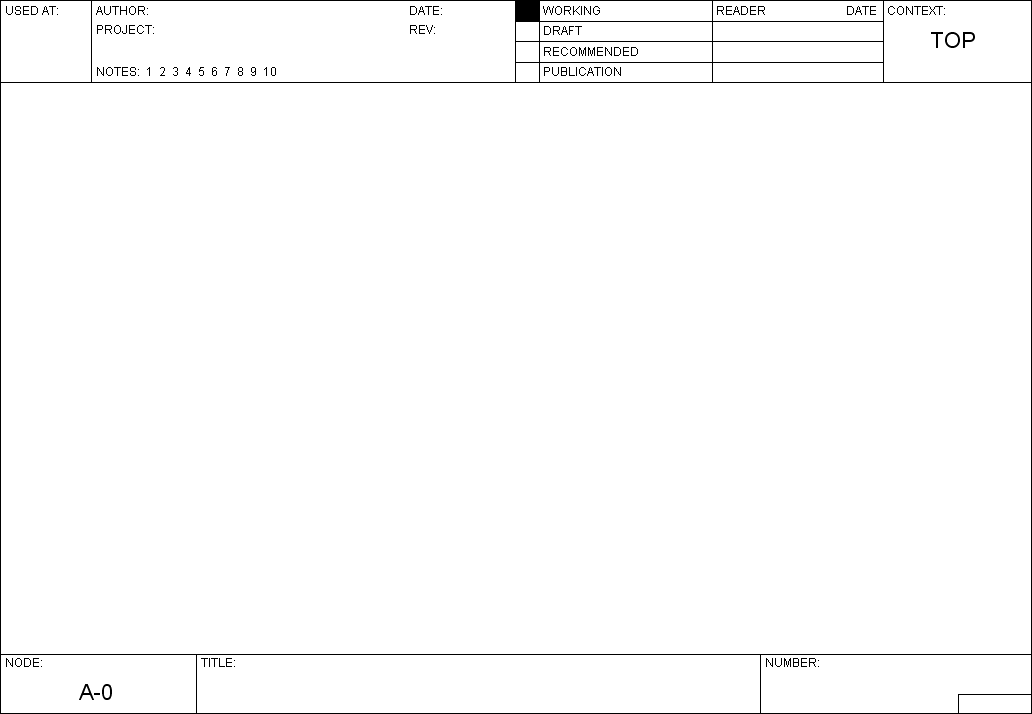 USED AT:
AUTHOR:
DATE:
WORKING
READER
DATE
CONTEXT:
PROJECT:
REV:
DRAFT
TOP
RECOMMENDED
NOTES: 1 2 3 4 5 6 7 8 9 10
PUBLICATION
NODE:
TITLE:
NUMBER:
A-0